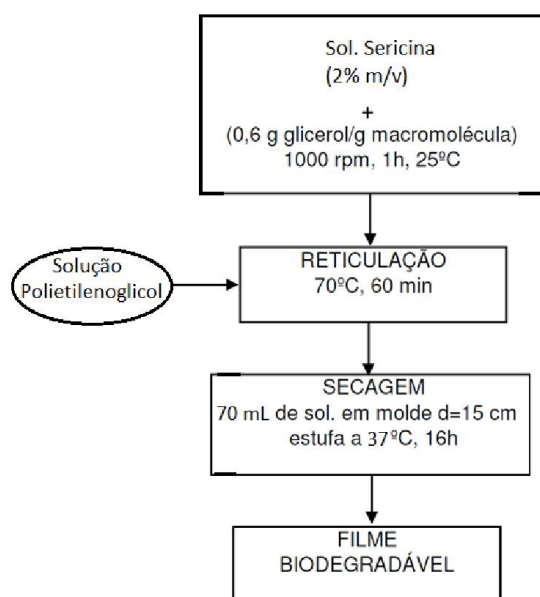 Sol. Sericina
(2% m/v)
+
(0,6 g glicerol/g macromolécula)
1000 rpm, 1h, 25ºC
Solução
Polietilenoglicol
RETICULAÇÃO
70ºC, 60 min
SECAGEM
70 mL de sol. em molde d=15 cm
estufa a 37ºC, 16h
FILME
BIODEGRADÁVEL